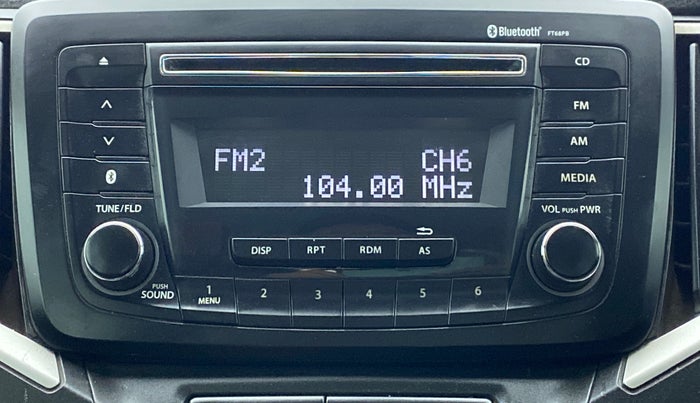 Bluetooth® FT66PB
CD
FM2 CH6
104.00 MHz
FM
AM
MEDIA
TUNE/FLD
VOL PUSH PWR
DISP RPT RDM AS
PUSH
SOUND
1 2 3 4 5 6
MENU